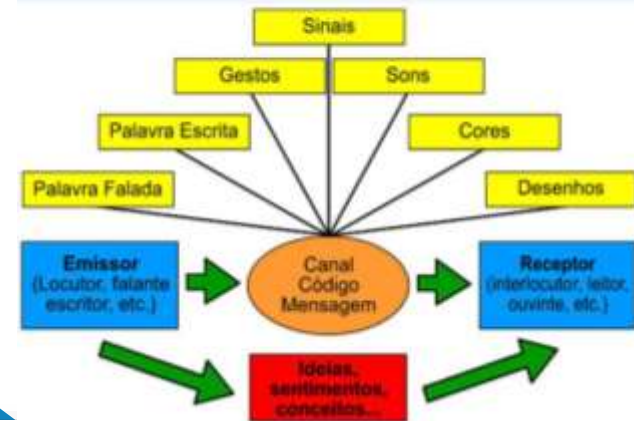 Sinais
Gestos
Sons
Palavra Escrita
Cores
Palavra Falada
Desenhos
Emissor
(Locutor, falante
escritor, etc.)
Canal
Código
Mensagem
Receptor
(interlocutor, leitor,
ouvinte, etc.)
Ideias,
sentimentos,
conceitos...